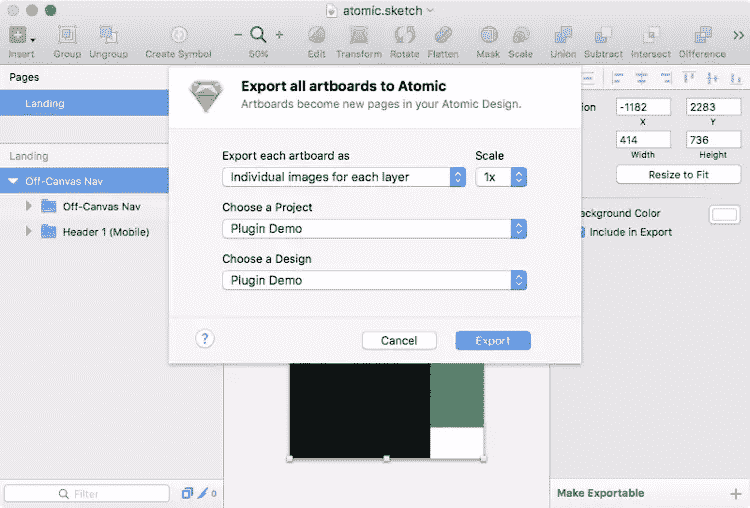 atomic.sketch
Insert Group Ungroup Create Symbol 50% Edit Transform Rotate Flatten Mask Scale Union Subtract Intersect Difference
Pages
Landing
Landing
Off-Canvas Nav
Off-Canvas Nav
Header 1 (Mobile)
Filter
0
Export all artboards to Atomic
Artboards become new pages in your Atomic Design.
Export each artboard as Scale
Individual images for each layer 1x
Choose a Project
Plugin Demo
Choose a Design
Plugin Demo
? Cancel Export
-1182 2283
X Y
414 736
Width Height
Resize to Fit
ackground Color
Include in Export
Make Exportable